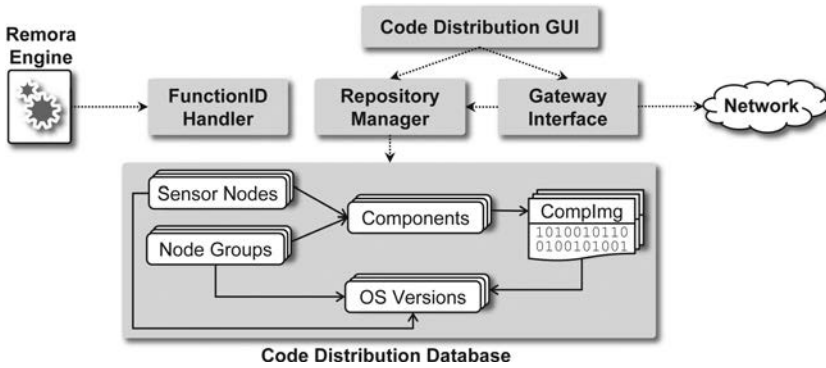 Remora
Engine
Code Distribution GUI
FunctionID
Handler
Repository
Manager
Gateway
Interface
Network
Sensor Nodes
Components
CompImg
1010010110
0100101001
Node Groups
OS Versions
Code Distribution Database